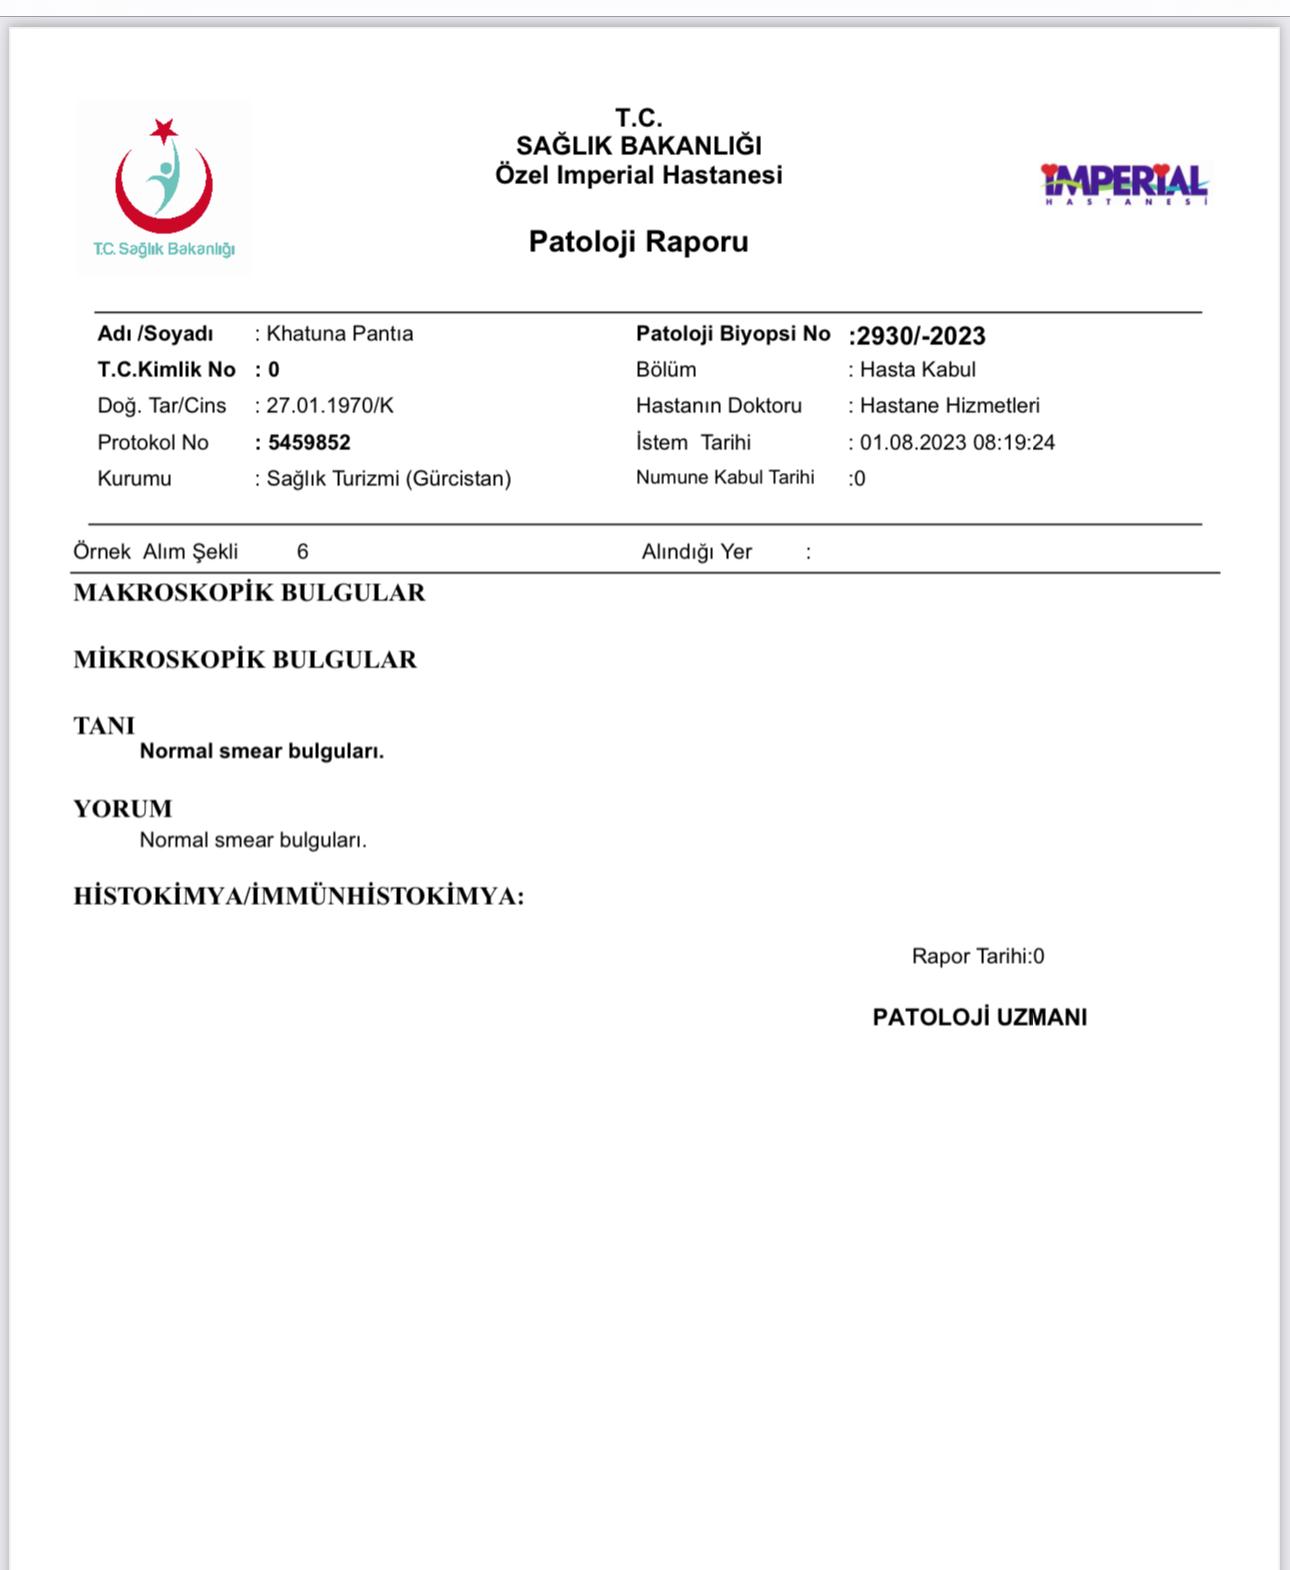 T.C.
SAĞLIK BAKANLIĞI
Özel Imperial Hastanesi
Patoloji Raporu
T.C. Sağlık Bakanlığı
İMPERİAL
HASTANESİ
Adı /Soyadı : Khatuna Pantıa Patoloji Biyopsi No :2930/-2023
T.C.Kimlik No : 0 Bölüm : Hasta Kabul
Doğ. Tar/Cins : 27.01.1970/K Hastanın Doktoru : Hastane Hizmetleri
Protokol No : 5459852 İstem Tarihi : 01.08.2023 08:19:24
Kurumu : Sağlık Turizmi (Gürcistan) Numune Kabul Tarihi :0
Örnek Alım Şekli 6 Alındığı Yer :
MAKROSKOPİK BULGULAR
MİKROSKOPİK BULGULAR
TANI
Normal smear bulguları.
YORUM
Normal smear bulguları.
HİSTOKİMYA/İMMÜNHİSTOKİMYA:
Rapor Tarihi:0
PATOLOJİ UZMANI